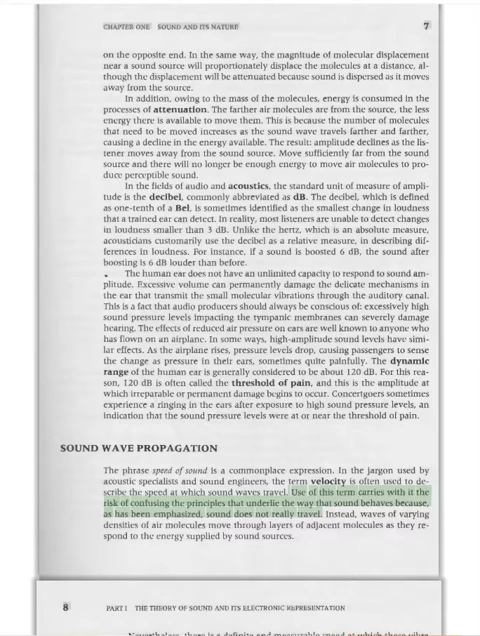 CHAPTER ONE SOUND AND ITS NATURE 7
on the opposite end. In the same way, the magnitude of molecular displacement
near a sound source will proportionately displace the molecules at a distance, al-
though the displacement will be attenuated because sound is dispersed as it moves
away from the source.
In addition, owing to the mass of the molecules, energy is consumed in the
processes of attenuation. The farther air molecules are from the source, the less
energy there is available to move them. This is because the number of molecules
that need to be moved increases as the sound wave travels farther and farther,
causing a decline in the energy available. The result: amplitude declines as the lis-
tener moves away from the sound source. Move sufficiently far from the sound
source and there will no longer be enough energy to move air molecules to pro-
duce perceptible sound.
In the fields of audio and acoustics, the standard unit of measure of ampli-
tude is the decibel, commonly abbreviated as dB. The decibel, which is defined
as one-tenth of a Bel, is sometimes identified as the smallest change in loudness
that a trained ear can detect. In reality, most listeners are unable to detect changes
in loudness smaller than 3 dB. Unlike the hertz, which is an absolute measure,
acousticians customarily use the decibel as a relative measure, in describing dif-
ferences in loudness. For instance, if a sound is boosted 6 dB, the sound after
boosting is 6 dB louder than before.
The human ear does not have an unlimited capacity to respond to sound am-
plitude. Excessive volume can permanently damage the delicate mechanisms in
the ear that transmit the small molecular vibrations through the auditory canal.
This is a fact that audio producers should always be conscious of: excessively high
sound pressure levels impacting the tympanic membranes can severely damage
hearing. The effects of reduced air pressure on ears are well known to anyone who
has flown on an airplane. In some ways, high-amplitude sound levels have simi-
lar effects. As the airplane rises, pressure levels drop, causing passengers to sense
the change as pressure in their ears, sometimes quite painfully. The dynamic
range of the human ear is generally considered to be about 120 dB. For this rea-
son, 120 dB is often called the threshold of pain, and this is the amplitude at
which irreparable or permanent damage begins to occur. Concertgoers sometimes
experience a ringing in the ears after exposure to high sound pressure levels, an
indication that the sound pressure levels were at or near the threshold of pain.
SOUND WAVE PROPAGATION
The phrase speed of sound is a commonplace expression. In the jargon used by
acoustic specialists and sound engineers, the term velocity is often used to de-
scribe the speed at which sound waves travel. Use of this term carries with it the
risk of confusing the principles that underlie the way that sound behaves because,
as has been emphasized, sound does not really travel. Instead, waves of varying
densities of air molecules move through layers of adjacent molecules as they re-
spond to the energy supplied by sound sources.
8 PART I THE THEORY OF SOUND AND ITS ELECTRONIC REPRESENTATION